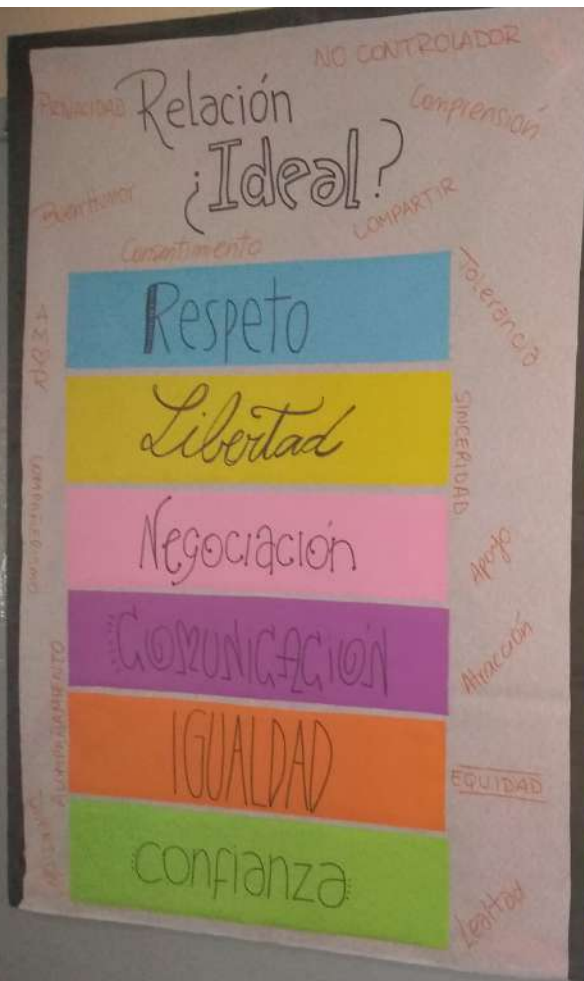 NO CONTROLADOR
PRIVACIDAD
Relación
Comprensión
¿Ideal?
Buen Humor
COMPARTIR
Consentimiento
Tolerancia
Respeto
Libertad
SINCERIDAD
COMPAÑERISMO
Negociación
Apoyo
COMUNICACIÓN
Atracción
ACOMPAÑAMIENTO
IGUALDAD
EQUIDAD
confianza
Lealtad